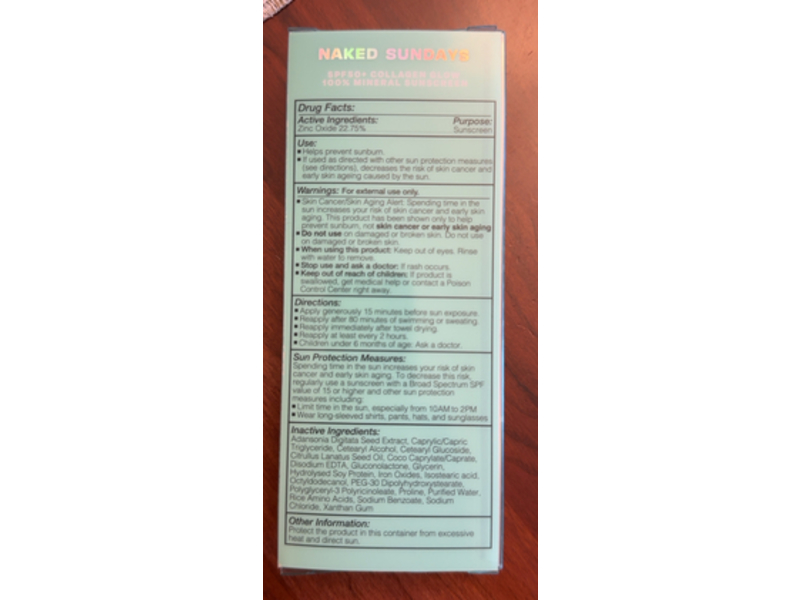 NAKED SUNDAYS
SPF50+ COLLAGEN GLOW
100% MINERAL SUNSCREEN
Drug Facts:
Active Ingredients: Purpose:
Zinc Oxide 22.75% Sunscreen
Use:
▪ Helps prevent sunburn.
▪ If used as directed with other sun protection measures
(see directions), decreases the risk of skin cancer and
early skin ageing caused by the sun.
Warnings: For external use only.
▪ Skin Cancer/Skin Aging Alert: Spending time in the
sun increases your risk of skin cancer and early skin
aging. This product has been shown only to help
prevent sunburn, not skin cancer or early skin aging
▪ Do not use on damaged or broken skin. Do not use
on damaged or broken skin.
▪ When using this product: Keep out of eyes. Rinse
with water to remove.
▪ Stop use and ask a doctor: If rash occurs.
▪ Keep out of reach of children: If product is
swallowed, get medical help or contact a Poison
Control Center right away.
Directions:
▪ Apply generously 15 minutes before sun exposure.
▪ Reapply after 80 minutes of swimming or sweating.
▪ Reapply immediately after towel drying.
▪ Reapply at least every 2 hours.
▪ Children under 6 months of age: Ask a doctor.
Sun Protection Measures:
Spending time in the sun increases your risk of skin
cancer and early skin aging. To decrease this risk,
regularly use a sunscreen with a Broad Spectrum SPF
value of 15 or higher and other sun protection
measures including:
▪ Limit time in the sun, especially from 10AM to 2PM
▪ Wear long-sleeved shirts, pants, hats, and sunglasses
Inactive Ingredients:
Adansonia Digitata Seed Extract, Caprylic/Capric
Triglyceride, Cetearyl Alcohol, Cetearyl Glucoside,
Citrullus Lanatus Seed Oil, Coco Caprylate/Caprate,
Disodium EDTA, Gluconolactone, Glycerin,
Hydrolysed Soy Protein, Iron Oxides, Isostearic acid,
Octyldodecanol, PEG-30 Dipolyhydroxystearate,
Polyglyceryl-3 Polyricinoleate, Proline, Purified Water,
Rice Amino Acids, Sodium Benzoate, Sodium
Chloride, Xanthan Gum
Other Information:
Protect the product in this container from excessive
heat and direct sun.